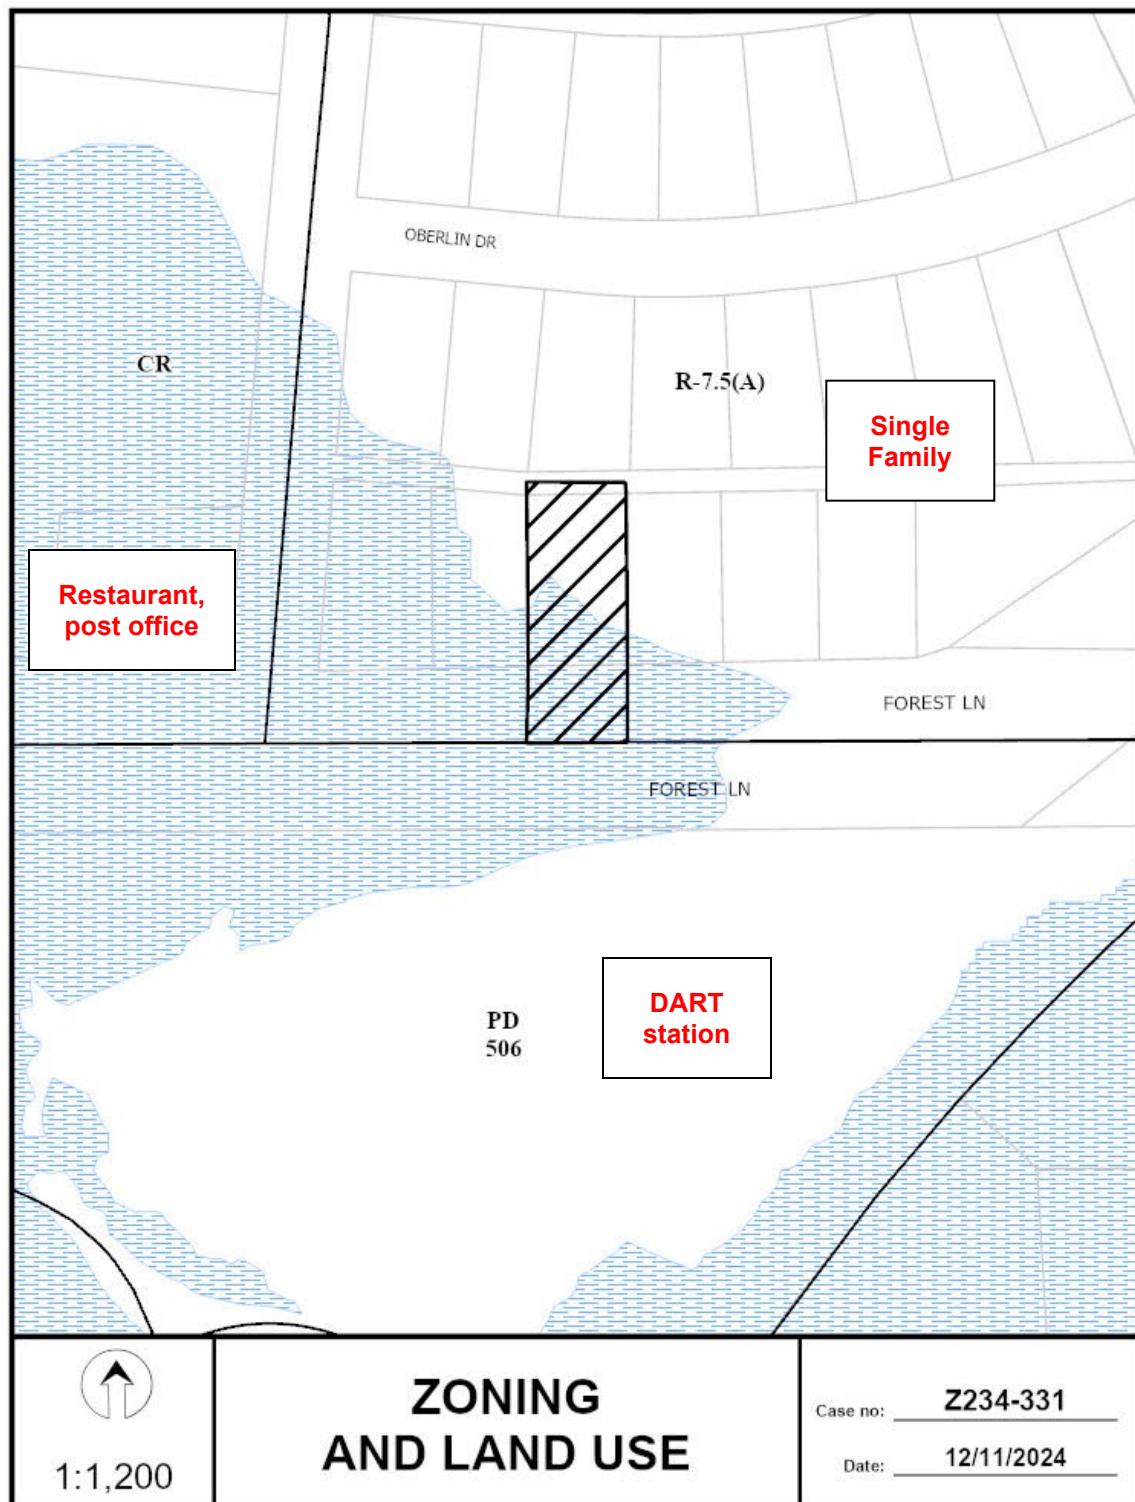 OBERLIN DR
CR
R-7.5(A)
Single
Family
Restaurant,
post office
FOREST LN
FOREST LN
PD
506
DART
station
1:1,200
ZONING
AND LAND USE
Case no: Z234-331
Date: 12/11/2024